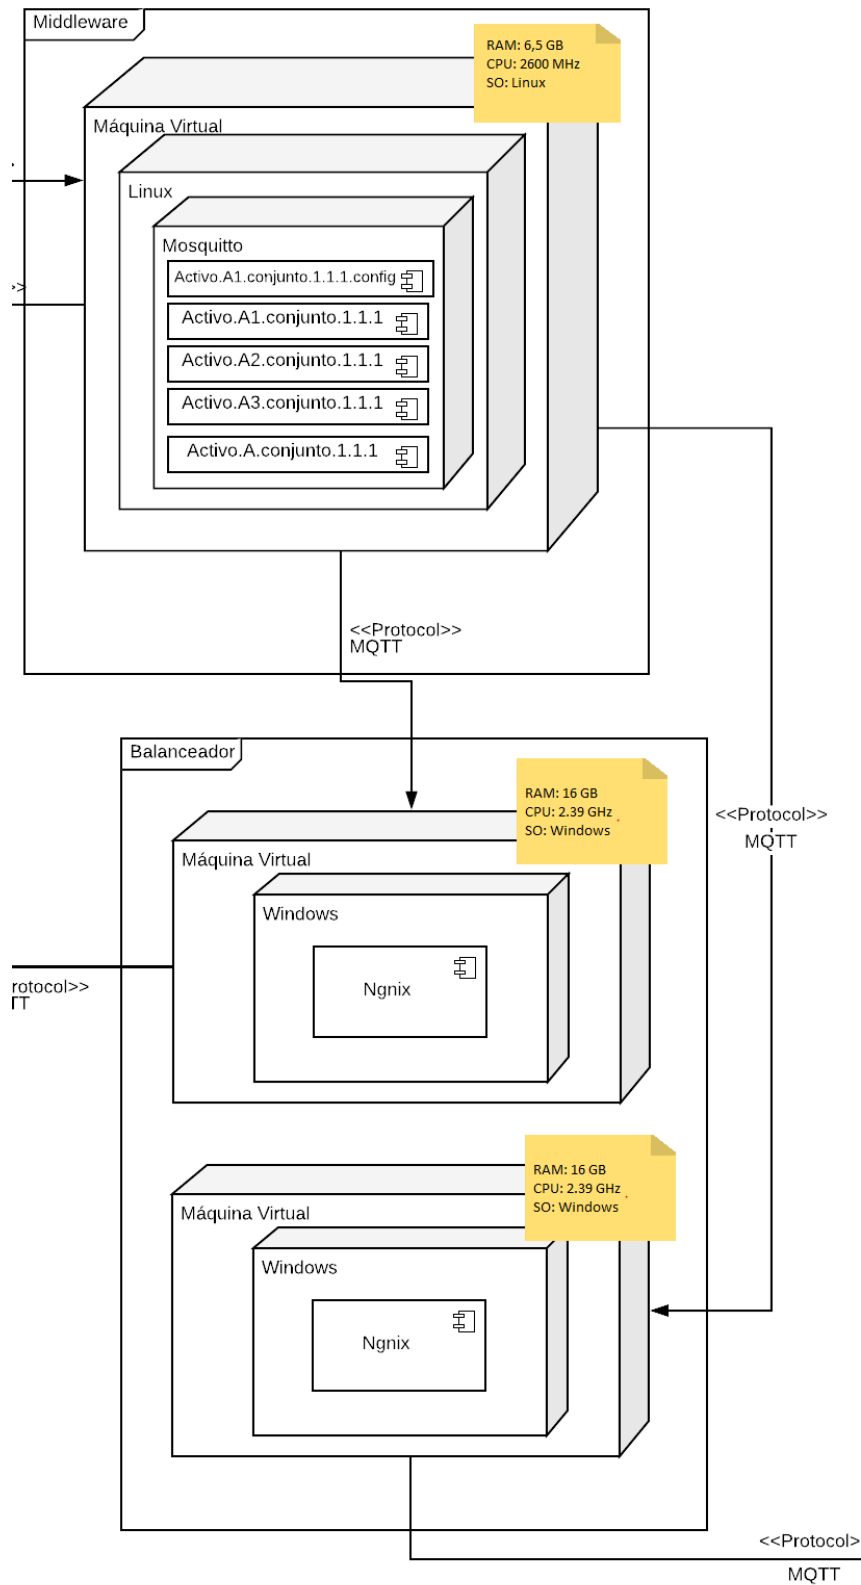 Middleware
RAM: 6,5 GB
CPU: 2600 MHz
SO: Linux
Máquina Virtual
Linux
Mosquitto
Activo.A1.conjunto.1.1.1.config
Activo.A1.conjunto.1.1.1
Activo.A2.conjunto.1.1.1
Activo.A3.conjunto.1.1.1
Activo.A.conjunto.1.1.1
>
<<Protocol>>
MQTT
Balanceador
RAM: 16 GB
CPU: 2.39 GHz
SO: Windows
Máquina Virtual
Windows
Ngnix
<<Protocol>>
MQTT
rotocol>>
TT
RAM: 16 GB
CPU: 2.39 GHz
SO: Windows
Máquina Virtual
Windows
Ngnix
<<Protocol>
MQTT